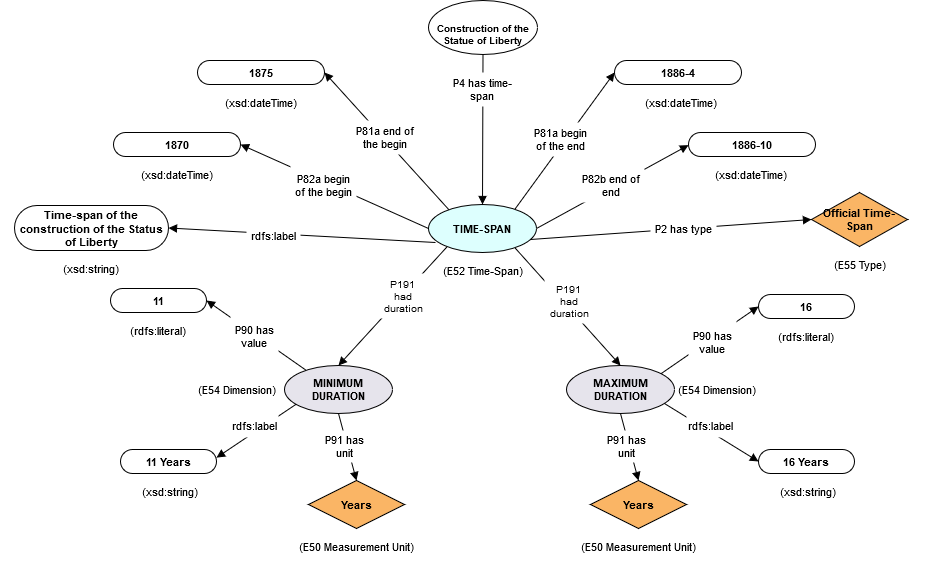 Construction of the
Statue of Liberty
P4 has time-
span
1875
(xsd:dateTime)
1886-4
(xsd:dateTime)
P81a end of
the begin
P81a begin
of the end
1870
(xsd:dateTime)
1886-10
(xsd:dateTime)
P82a begin
of the begin
P82b end of
end
Time-span of the
construction of the Status
of Liberty
(xsd:string)
rdfs:label
TIME-SPAN
(E52 Time-Span)
P2 has type
Official Time-
Span
(E55 Type)
P191
had
duration
P191
had
duration
11
(rdfs:literal)
P90 has
value
16
(rdfs:literal)
P90 has
value
MINIMUM
DURATION
(E54 Dimension)
MAXIMUM
DURATION
(E54 Dimension)
rdfs:label
P91 has
unit
P91 has
unit
rdfs:label
11 Years
(xsd:string)
16 Years
(xsd:string)
Years
(E50 Measurement Unit)
Years
(E50 Measurement Unit)